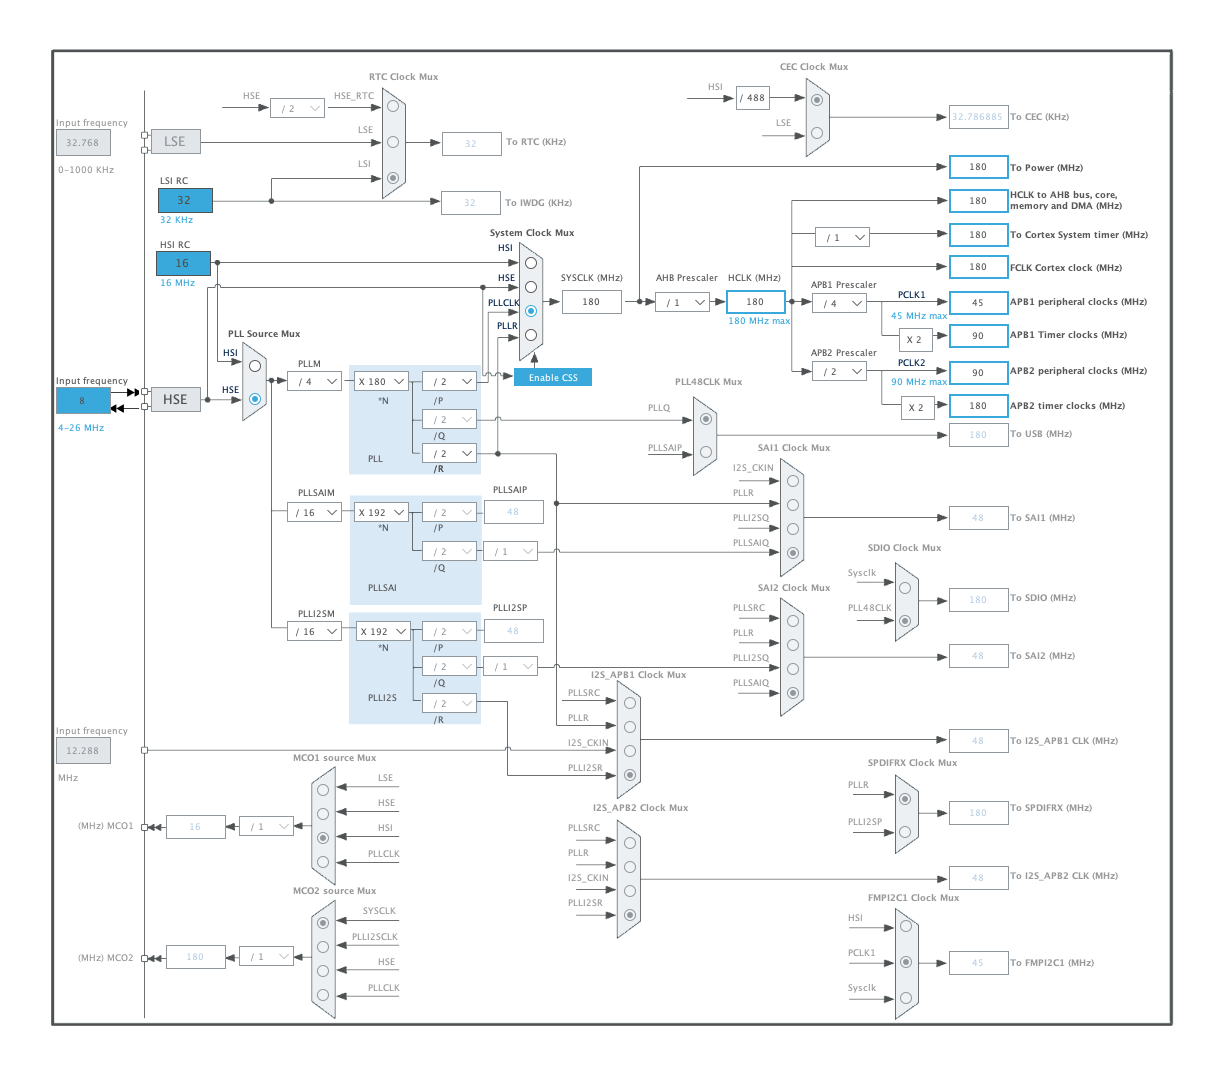 RTC Clock Mux
CEC Clock Mux
HSE
/ 2
HSE_RTC
HSI
/ 488
Input frequency
32.768
0-1000 KHz
LSE
LSE
32
To RTC (KHz)
LSE
32.786885
To CEC (KHz)
LSI
LSI RC
32
32 KHz
32
To IWDG (KHz)
180
To Power (MHz)
180
HCLK to AHB bus, core,
memory and DMA (MHz)
System Clock Mux
HSI RC
16
16 MHz
HSI
HSE
PLLCLK
PLLR
SYSCLK (MHz)
180
AHB Prescaler
/ 1
HCLK (MHz)
180
180 MHz max
/ 1
180
To Cortex System timer (MHz)
180
FCLK Cortex clock (MHz)
APB1 Prescaler
/ 4
PCLK1
45 MHz max
45
APB1 peripheral clocks (MHz)
X 2
90
APB1 Timer clocks (MHz)
APB2 Prescaler
/ 2
PCLK2
90 MHz max
90
APB2 peripheral clocks (MHz)
X 2
180
APB2 timer clocks (MHz)
Enable CSS
PLL Source Mux
HSI
HSE
Input frequency
8
4-26 MHz
HSE
PLLM
/ 4
X 180
*N
/ 2
/P
/ 2
/Q
/ 2
/R
PLL
PLL48CLK Mux
PLLQ
PLLSAIP
180
To USB (MHz)
SAI1 Clock Mux
I2S_CKIN
PLLR
PLLI2SQ
PLLSAIQ
48
To SAI1 (MHz)
PLLSAIM
/ 16
X 192
*N
/ 2
/P
/ 2
/Q
PLLSAI
PLLSAIP
48
/ 1
SDIO Clock Mux
Sysclk
PLL48CLK
180
To SDIO (MHz)
SAI2 Clock Mux
PLLSRC
PLLR
PLLI2SQ
PLLSAIQ
48
To SAI2 (MHz)
PLLI2SM
/ 16
X 192
*N
/ 2
/P
/ 2
/Q
/ 2
/R
PLLI2S
PLLI2SP
48
/ 1
I2S_APB1 Clock Mux
PLLSRC
PLLR
I2S_CKIN
PLLI2SR
48
To I2S_APB1 CLK (MHz)
Input frequency
12.288
MHz
MCO1 source Mux
LSE
HSE
HSI
PLLCLK
(MHz) MCO1
16
/ 1
SPDIFRX Clock Mux
PLLR
PLLI2SP
180
To SPDIFRX (MHz)
I2S_APB2 Clock Mux
PLLSRC
PLLR
I2S_CKIN
PLLI2SR
48
To I2S_APB2 CLK (MHz)
MCO2 source Mux
SYSCLK
PLLI2SCLK
HSE
PLLCLK
(MHz) MCO2
180
/ 1
FMPI2C1 Clock Mux
HSI
PCLK1
Sysclk
45
To FMPI2C1 (MHz)